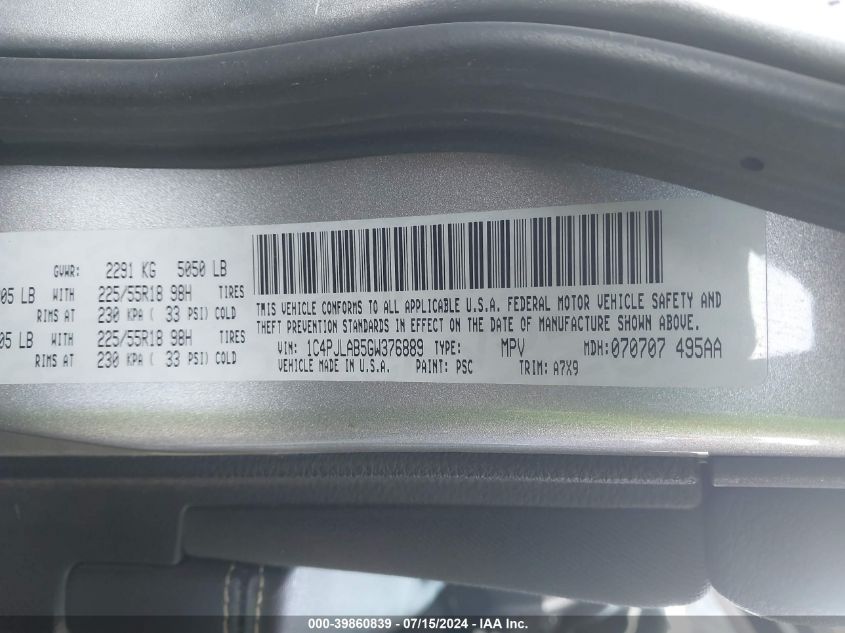 GVWR: 2291 KG 5050 LB
05 LB WITH 225/55R18 98H TIRES
RIMS AT 230 KPA ( 33 PSI) COLD
05 LB WITH 225/55R18 98H TIRES
RIMS AT 230 KPA ( 33 PSI) COLD
THIS VEHICLE CONFORMS TO ALL APPLICABLE U.S.A. FEDERAL MOTOR VEHICLE SAFETY AND
THEFT PREVENTION STANDARDS IN EFFECT ON THE DATE OF MANUFACTURE SHOWN ABOVE.
VIN: 1C4PJLAB5GW376889 TYPE: MPV MDH:070707 495AA
VEHICLE MADE IN U.S.A. PAINT: PSC TRIM: A7X9
000-39860839 - 07/15/2024 - IAA Inc.